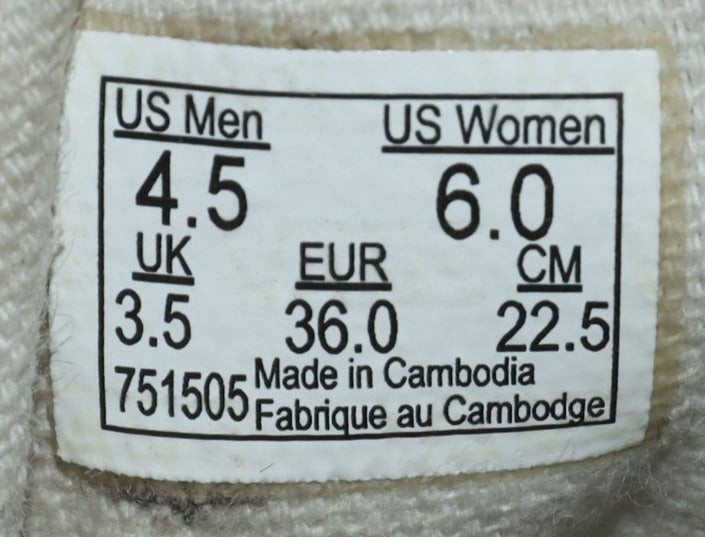 US Men US Women
4.5 6.0
UK EUR CM
3.5 36.0 22.5
751505 Made in Cambodia
Fabrique au Cambodge